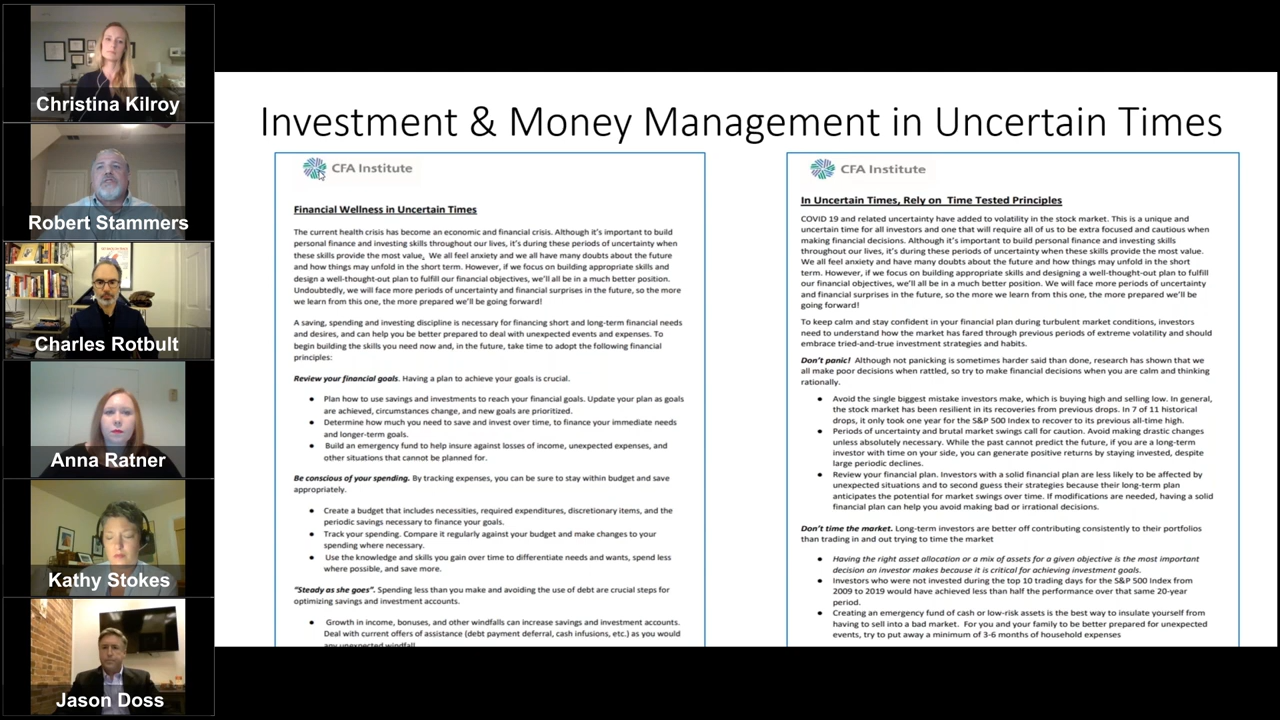 Christina Kilroy
Robert Stammers
Charles Rotbult
Anna Ratner
Kathy Stokes
Jason Doss
Investment & Money Management in Uncertain Times
CFA Institute
Financial Wellness in Uncertain Times
The current health crisis has become an economic and financial crisis. Although it's important to build
personal finance and investing skills throughout our lives, it's during these periods of uncertainty when
these skills provide the most value. We all feel anxiety and we all have many doubts about the future
and how things may unfold in the short term. However, if we focus on building appropriate skills and
design a well-thought-out plan to fulfill our financial objectives, we'll all be in a much better position.
Undoubtedly, we will face more periods of uncertainty and financial surprises in the future, so the more
we learn from this one, the more prepared we'll be going forward!
A saving, spending and investing discipline is necessary for financing short and long-term financial needs
and desires, and can help you be better prepared to deal with unexpected events and expenses. To
begin building the skills you need now and, in the future, take time to adopt the following financial
principles:
Review your financial goals. Having a plan to achieve your goals is crucial.
• Plan how to use savings and investments to reach your financial goals. Update your plan as goals
are achieved, circumstances change, and new goals are prioritized.
• Determine how much you need to save and invest over time, to finance your immediate needs
and longer-term goals.
• Build an emergency fund to help insure against losses of income, unexpected expenses, and
other situations that cannot be planned for.
Be conscious of your spending. By tracking expenses, you can be sure to stay within budget and save
appropriately.
• Create a budget that includes necessities, required expenditures, discretionary items, and the
periodic savings necessary to finance your goals.
• Track your spending. Compare it regularly against your budget and make changes to your
spending where necessary.
• Use the knowledge and skills you gain over time to differentiate needs and wants, spend less
where possible, and save more.
"Steady as she goes". Spending less than you make and avoiding the use of debt are crucial steps for
optimizing savings and investment accounts.
• Growth in income, bonuses, and other windfalls can increase savings and investment accounts.
Deal with current offers of assistance (debt payment deferral, cash infusions, etc.) as you would
any unexpected windfall
CFA Institute
In Uncertain Times, Rely on Time Tested Principles
COVID 19 and related uncertainty have added to volatility in the stock market. This is a unique and
uncertain time for all investors and one that will require all of us to be extra focused and cautious when
making financial decisions. Although it's important to build personal finance and investing skills
throughout our lives, it's during these periods of uncertainty when these skills provide the most value.
We all feel anxiety and have many doubts about the future and how things may unfold in the short
term. However, if we focus on building appropriate skills and designing a well-thought-out plan to fulfill
our financial objectives, we'll all be in a much better position. We will face more periods of uncertainty
and financial surprises in the future, so the more we learn from this one, the more prepared we'll be
going forward!
To keep calm and stay confident in your financial plan during turbulent market conditions, investors
need to understand how the market has fared through previous periods of extreme volatility and should
embrace tried-and-true investment strategies and habits.
Don't panic! Although not panicking is sometimes harder said than done, research has shown that we
all make poor decisions when rattled, so try to make financial decisions when you are calm and thinking
rationally.
• Avoid the single biggest mistake investors make, which is buying high and selling low. In general,
the stock market has been resilient in its recoveries from previous drops. In 7 of 11 historical
drops, it only took one year for the S&P 500 Index to recover to its previous all-time high.
• Periods of uncertainty and brutal market swings call for caution. Avoid making drastic changes
unless absolutely necessary. While the past cannot predict the future, if you are a long-term
investor with time on your side, you can generate positive returns by staying invested, despite
large periodic declines.
• Review your financial plan. Investors with a solid financial plan are less likely to be affected by
unexpected situations and to second guess their strategies because their long-term plan
anticipates the potential for market swings over time. If modifications are needed, having a solid
financial plan can help you avoid making bad or irrational decisions.
Don't time the market. Long-term investors are better off contributing consistently to their portfolios
than trading in and out trying to time the market
• Having the right asset allocation or a mix of assets for a given objective is the most important
decision an investor makes because it is critical for achieving investment goals.
• Investors who were not invested during the top 10 trading days for the S&P 500 Index from
2009 to 2019 would have achieved less than half the performance over that same 20-year
period.
• Creating an emergency fund of cash or low-risk assets is the best way to insulate yourself from
having to sell into a bad market. For you and your family to be better prepared for unexpected
events, try to put away a minimum of 3-6 months of household expenses